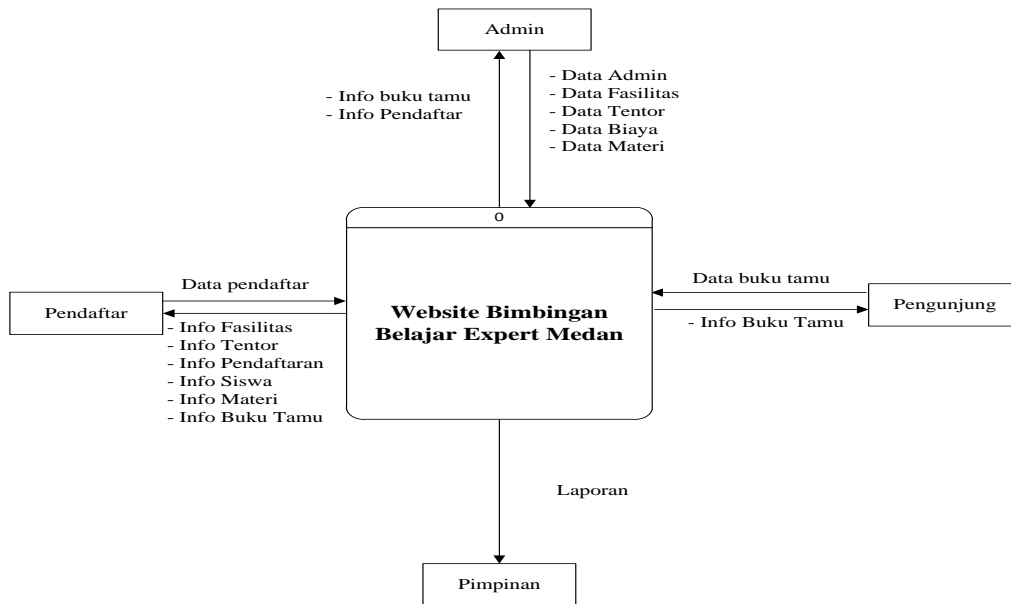 Admin
- Info buku tamu
- Info Pendaftar
- Data Admin
- Data Fasilitas
- Data Tentor
- Data Biaya
- Data Materi
0
Website Bimbingan
Belajar Expert Medan
Data pendaftar
Pendaftar
- Info Fasilitas
- Info Tentor
- Info Pendaftaran
- Info Siswa
- Info Materi
- Info Buku Tamu
Data buku tamu
Pengunjung
- Info Buku Tamu
Laporan
Pimpinan